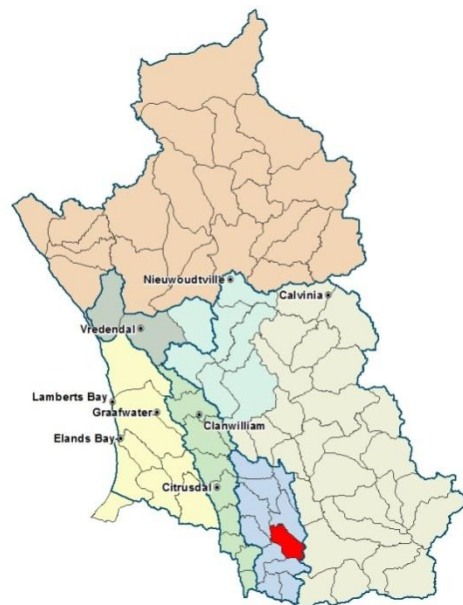 Nieuwoudtville
Calvinia
Vredendal
Lamberts Bay
Graafwater
Clanwilliam
Elands Bay
Citrusdal